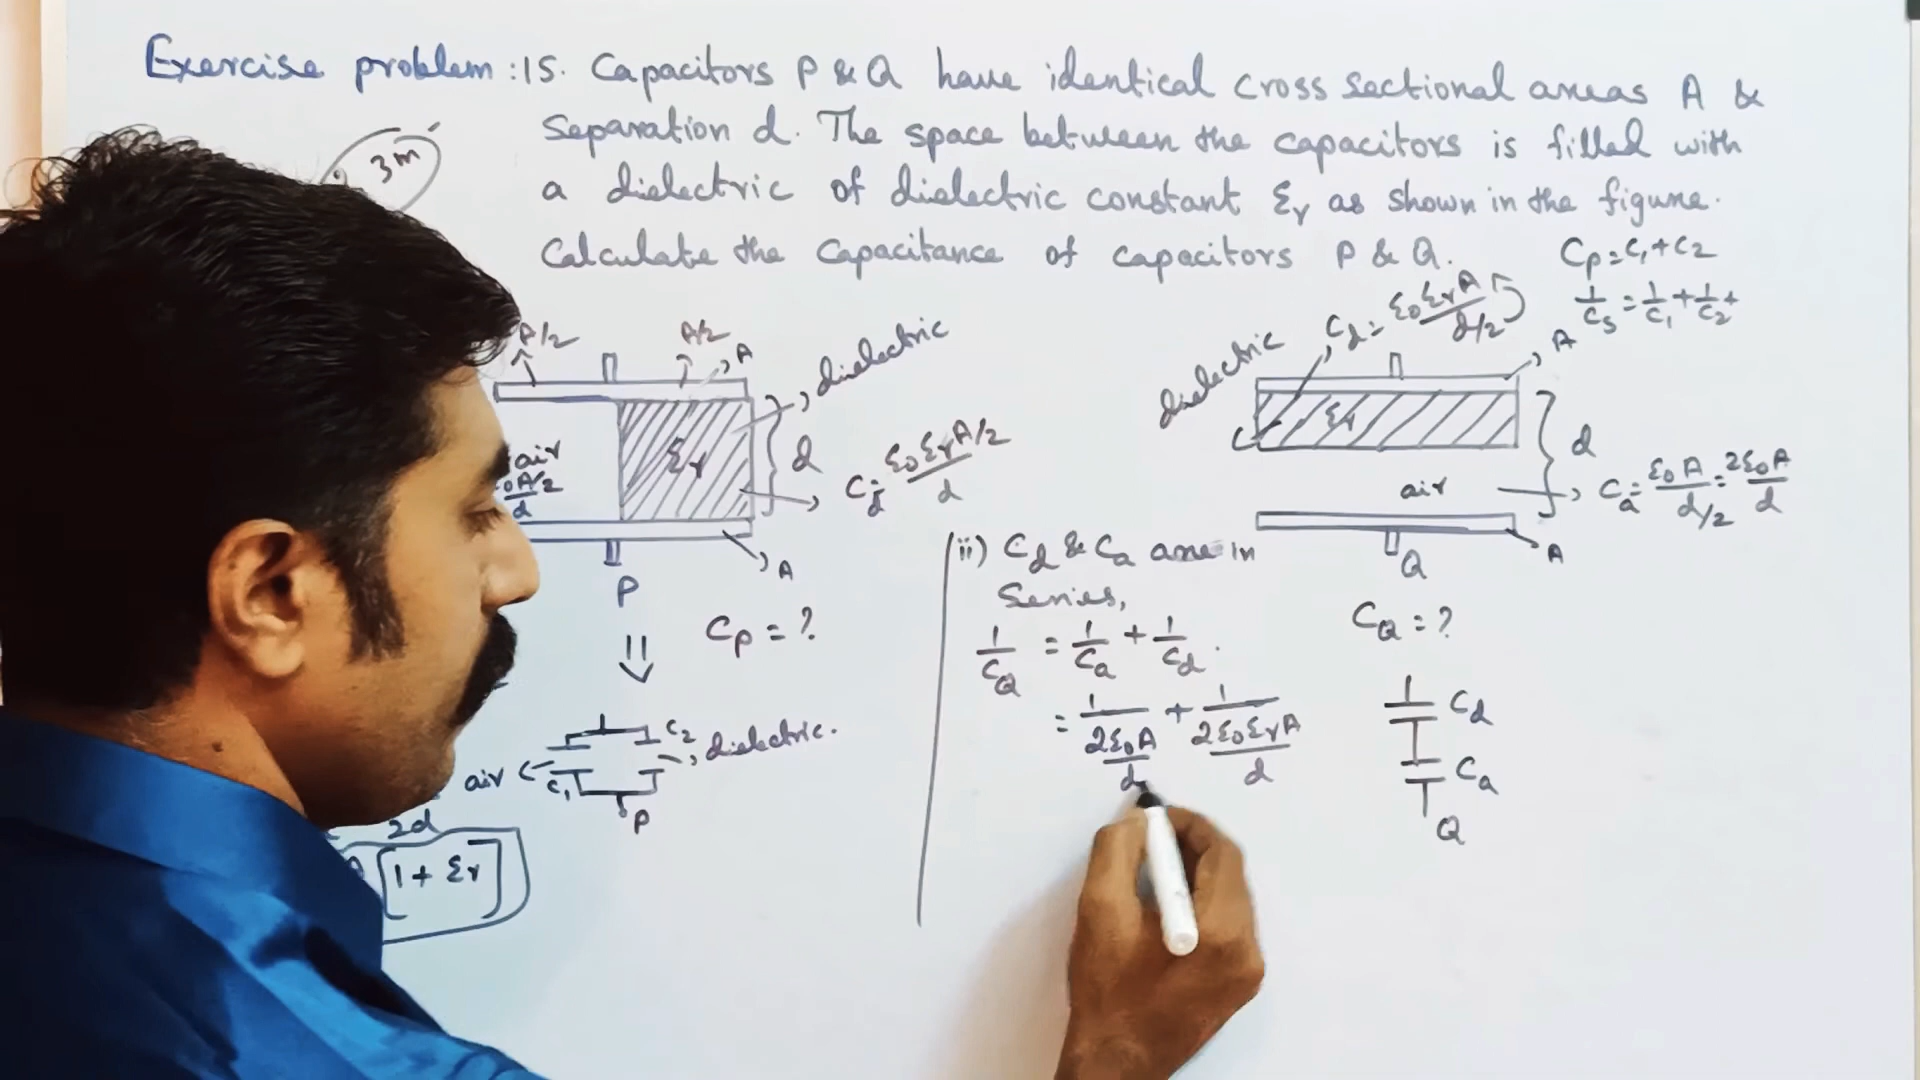 Exercise problem:15. Capacitors P & Q have identical cross sectional areas A &
separation d. The space between the capacitors is filled with
a dielectric of dielectric constant εr as shown in the figure.
Calculate the capacitance of capacitors P & Q.
3m
Cp=C1+C2
1/Cs = 1/C1 + 1/C2 +
A/2
A/2
A
dielectric
air
0A/2/d
εr
d
Cd = ε0εrA/2/d
A
P
Cp = ?
C2
dielectric.
air
C1
P
2d
[1 + εr]
dielectric
Cd = ε0εrA/d/2
A
εr
d
air
Ca = ε0A/d/2 = 2ε0A/d
A
Q
CQ = ?
Cd
Ca
Q
ii) Cd & Ca are in
Series,
1/CQ = 1/Ca + 1/Cd.
= 1/2ε0A/d + 1/2ε0εrA/d